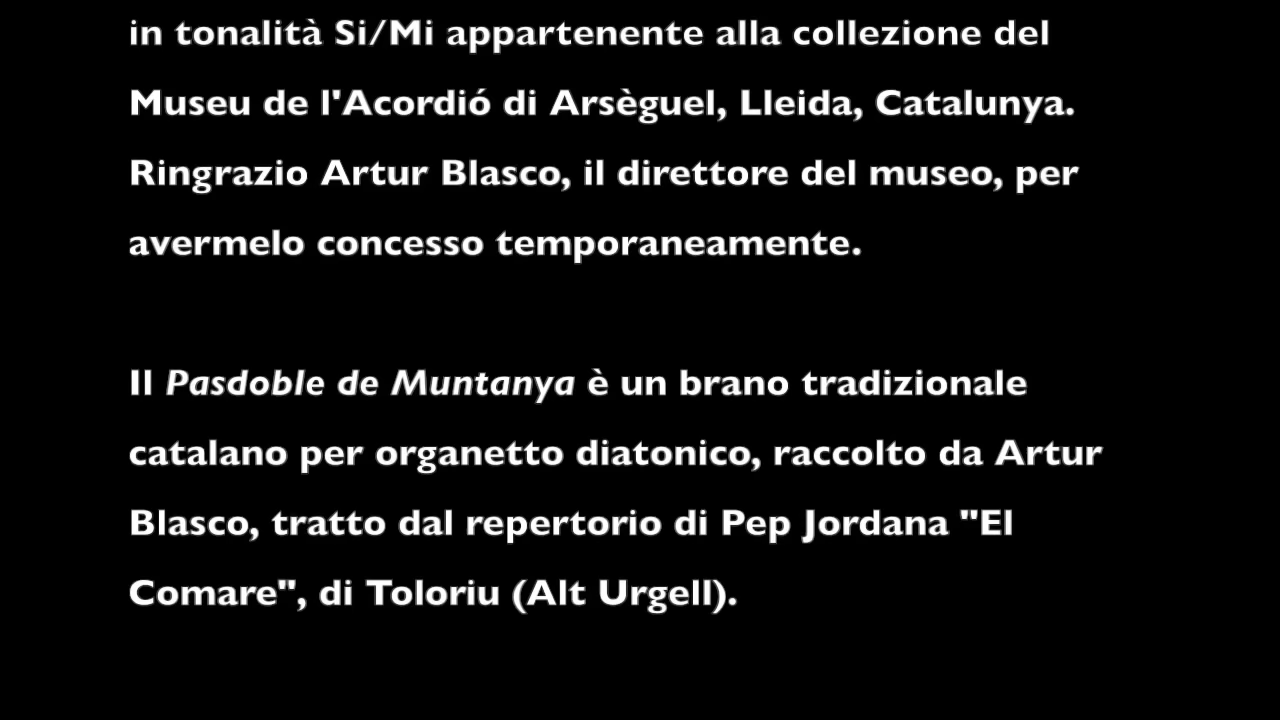 in tonalità Si/Mi appartenente alla collezione del
Museu de l'Acordió di Arsèguel, Lleida, Catalunya.
Ringrazio Artur Blasco, il direttore del museo, per
avermelo concesso temporaneamente.
Il Pasdoble de Muntanya è un brano tradizionale
catalano per organetto diatonico, raccolto da Artur
Blasco, tratto dal repertorio di Pep Jordana "El
Comare", di Toloriu (Alt Urgell).